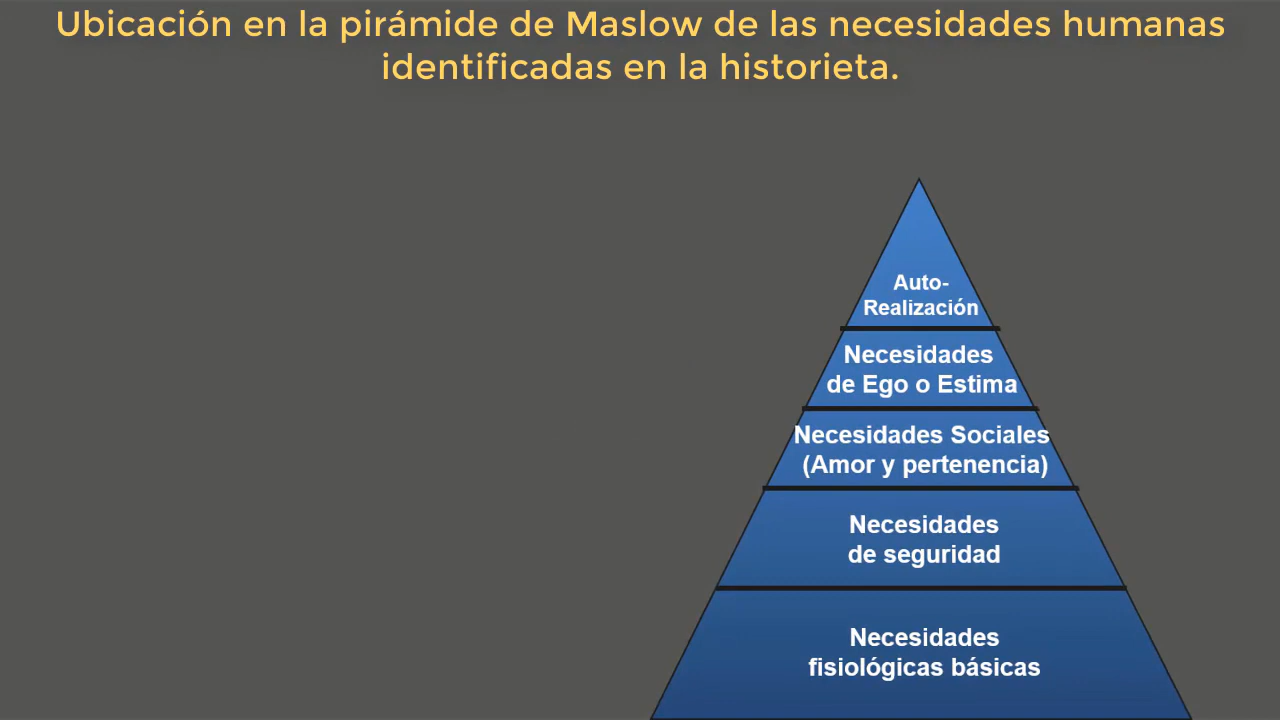 Ubicación en la pirámide de Maslow de las necesidades humanas
identificadas en la historieta.
Auto-
Realización
Necesidades
de Ego o Estima
Necesidades Sociales
(Amor y pertenencia)
Necesidades
de seguridad
Necesidades
fisiológicas básicas